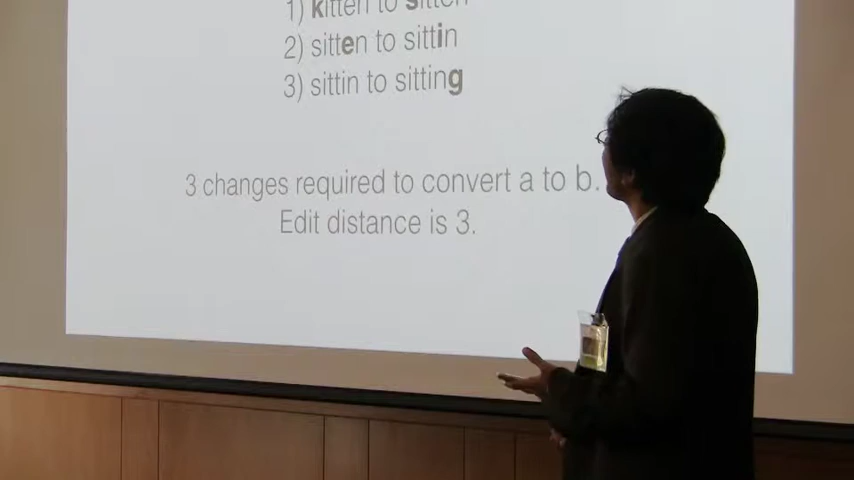 1) kitten to sitten
2) sitten to sittin
3) sittin to sitting
3 changes required to convert a to b.
Edit distance is 3.